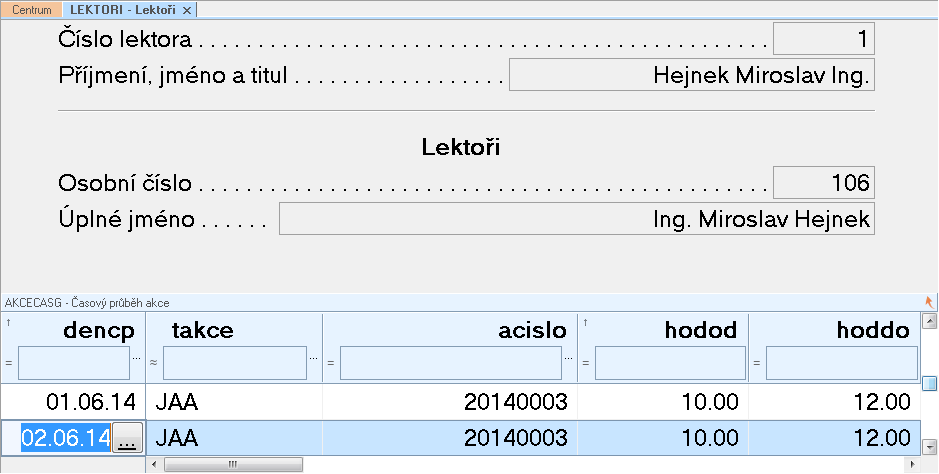 Centrum LEKTORI - Lektoři ×
Číslo lektora . . . . . . . . . . . . . . . . . . . . . . . . . . . . . . . . . . . . . . . . . . . . . . . . 1
Příjmení, jméno a titul . . . . . . . . . . . . . . . . . . Hejnek Miroslav Ing.
Lektoři
Osobní číslo . . . . . . . . . . . . . . . . . . . . . . . . . . . . . . . . . . . . . . . . . . . . . . . . 106
Úplné jméno . . . . . . Ing. Miroslav Hejnek
AKCECASG - Časový průběh akce
↑ dencp takce acislo ↑ hodod hoddo
= ... ≈ ... = ... = =
01.06.14 JAA 20140003 10.00 12.00
02.06.14 ... JAA 20140003 10.00 12.00